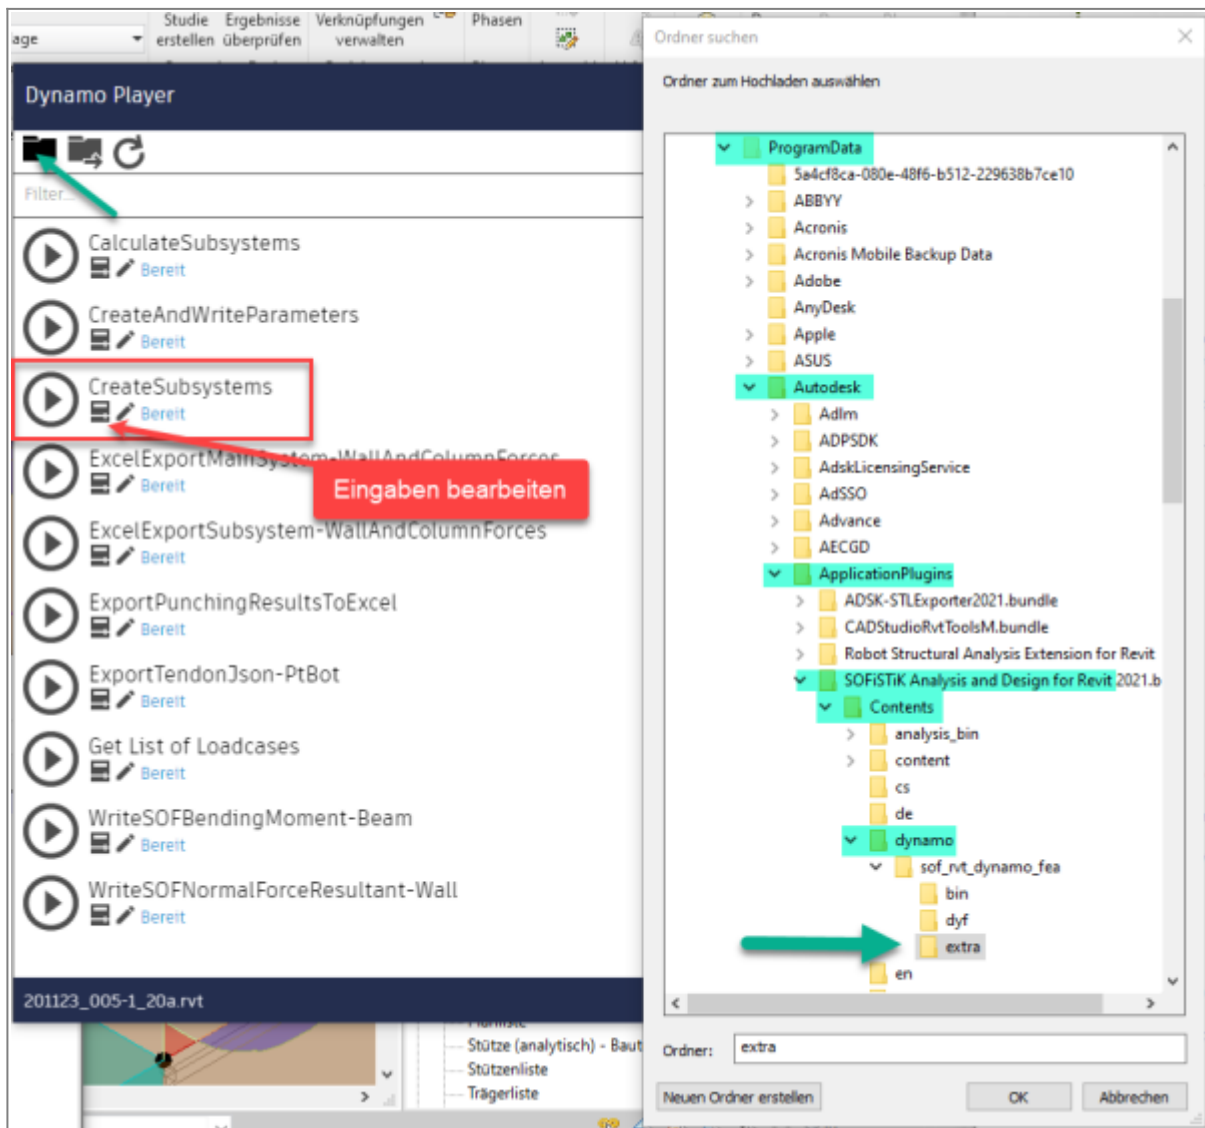 Studie Ergebnisse Verknüpfungen Phasen
age erstellen überprüfen verwalten
Dynamo Player
Filter...
CalculateSubsystems
Bereit
CreateAndWriteParameters
Bereit
CreateSubsystems
Bereit
ExcelExportMainSystem-WallAndColumnForces
Bereit
Eingaben bearbeiten
ExcelExportSubsystem-WallAndColumnForces
Bereit
ExportPunchingResultsToExcel
Bereit
ExportTendonJson-PtBot
Bereit
Get List of Loadcases
Bereit
WriteSOFBendingMoment-Beam
Bereit
WriteSOFNormalForceResultant-Wall
Bereit
201123_005-1_20a.rvt
Stütze (analytisch) - Baut
Stützenliste
Trägerliste
Ordner suchen
Ordner zum Hochladen auswählen
ProgramData
5a4cf8ca-080e-48f6-b512-229638b7ce10
ABBYY
Acronis
Acronis Mobile Backup Data
Adobe
AnyDesk
Apple
ASUS
Autodesk
Adlm
ADPSDK
AdskLicensingService
AdSSO
Advance
AECGD
ApplicationPlugins
ADSK-STLExporter2021.bundle
CADStudioRvtToolsM.bundle
Robot Structural Analysis Extension for Revit
SOFiSTiK Analysis and Design for Revit 2021.b
Contents
analysis_bin
content
cs
de
dynamo
sof_rvt_dynamo_fea
bin
dyf
extra
en
Ordner: extra
Neuen Ordner erstellen OK Abbrechen